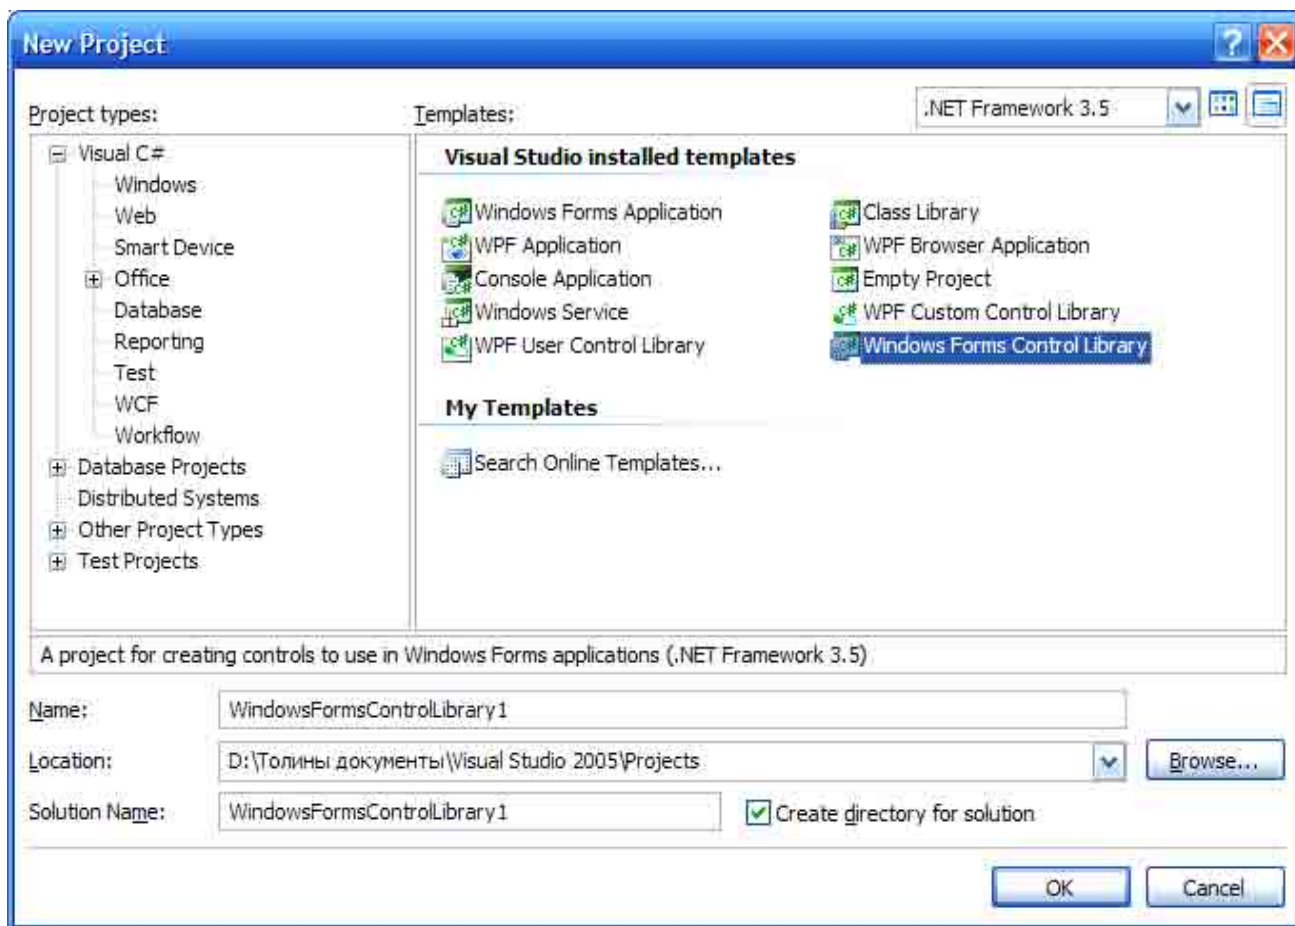 New Project
Project types:
Templates:
.NET Framework 3.5
Visual C#
Windows
Web
Smart Device
Office
Database
Reporting
Test
WCF
Workflow
Database Projects
Distributed Systems
Other Project Types
Test Projects
Visual Studio installed templates
Windows Forms Application
Class Library
WPF Application
WPF Browser Application
Console Application
Empty Project
Windows Service
WPF Custom Control Library
WPF User Control Library
Windows Forms Control Library
My Templates
Search Online Templates...
A project for creating controls to use in Windows Forms applications (.NET Framework 3.5)
Name:
WindowsFormsControlLibrary1
Location:
D:\Толины документы\Visual Studio 2005\Projects
Browse...
Solution Name:
WindowsFormsControlLibrary1
Create directory for solution
OK
Cancel